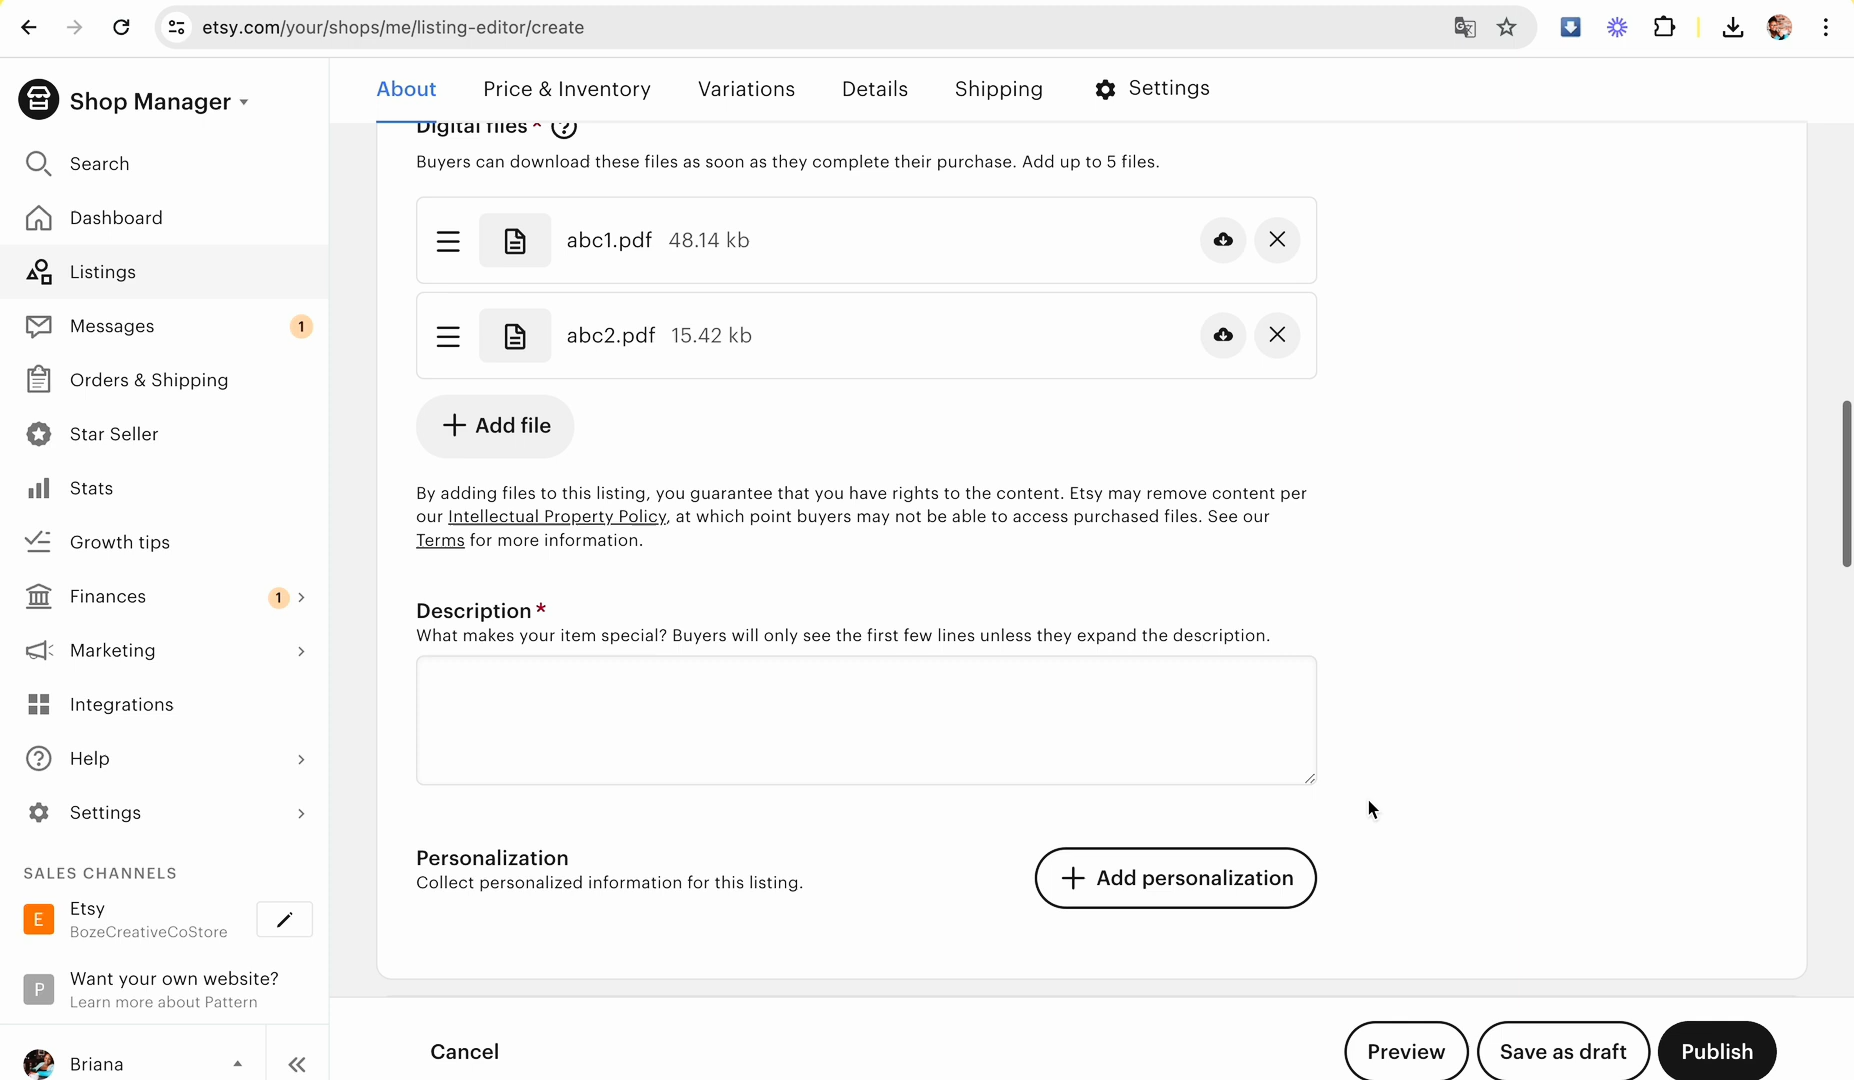 etsy.com/your/shops/me/listing-editor/create
Shop Manager
Search
Dashboard
Listings
Messages
1
Orders & Shipping
Star Seller
Stats
Growth tips
Finances
1
Marketing
Integrations
Help
Settings
SALES CHANNELS
E
Etsy
BozeCreativeCoStore
P
Want your own website?
Learn more about Pattern
Briana
About
Price & Inventory
Variations
Details
Shipping
Settings
Digital files *
Buyers can download these files as soon as they complete their purchase. Add up to 5 files.
abc1.pdf 48.14 kb
abc2.pdf 15.42 kb
Add file
By adding files to this listing, you guarantee that you have rights to the content. Etsy may remove content per
our Intellectual Property Policy, at which point buyers may not be able to access purchased files. See our
Terms for more information.
Description *
What makes your item special? Buyers will only see the first few lines unless they expand the description.
Personalization
Collect personalized information for this listing.
Add personalization
Cancel
Preview
Save as draft
Publish